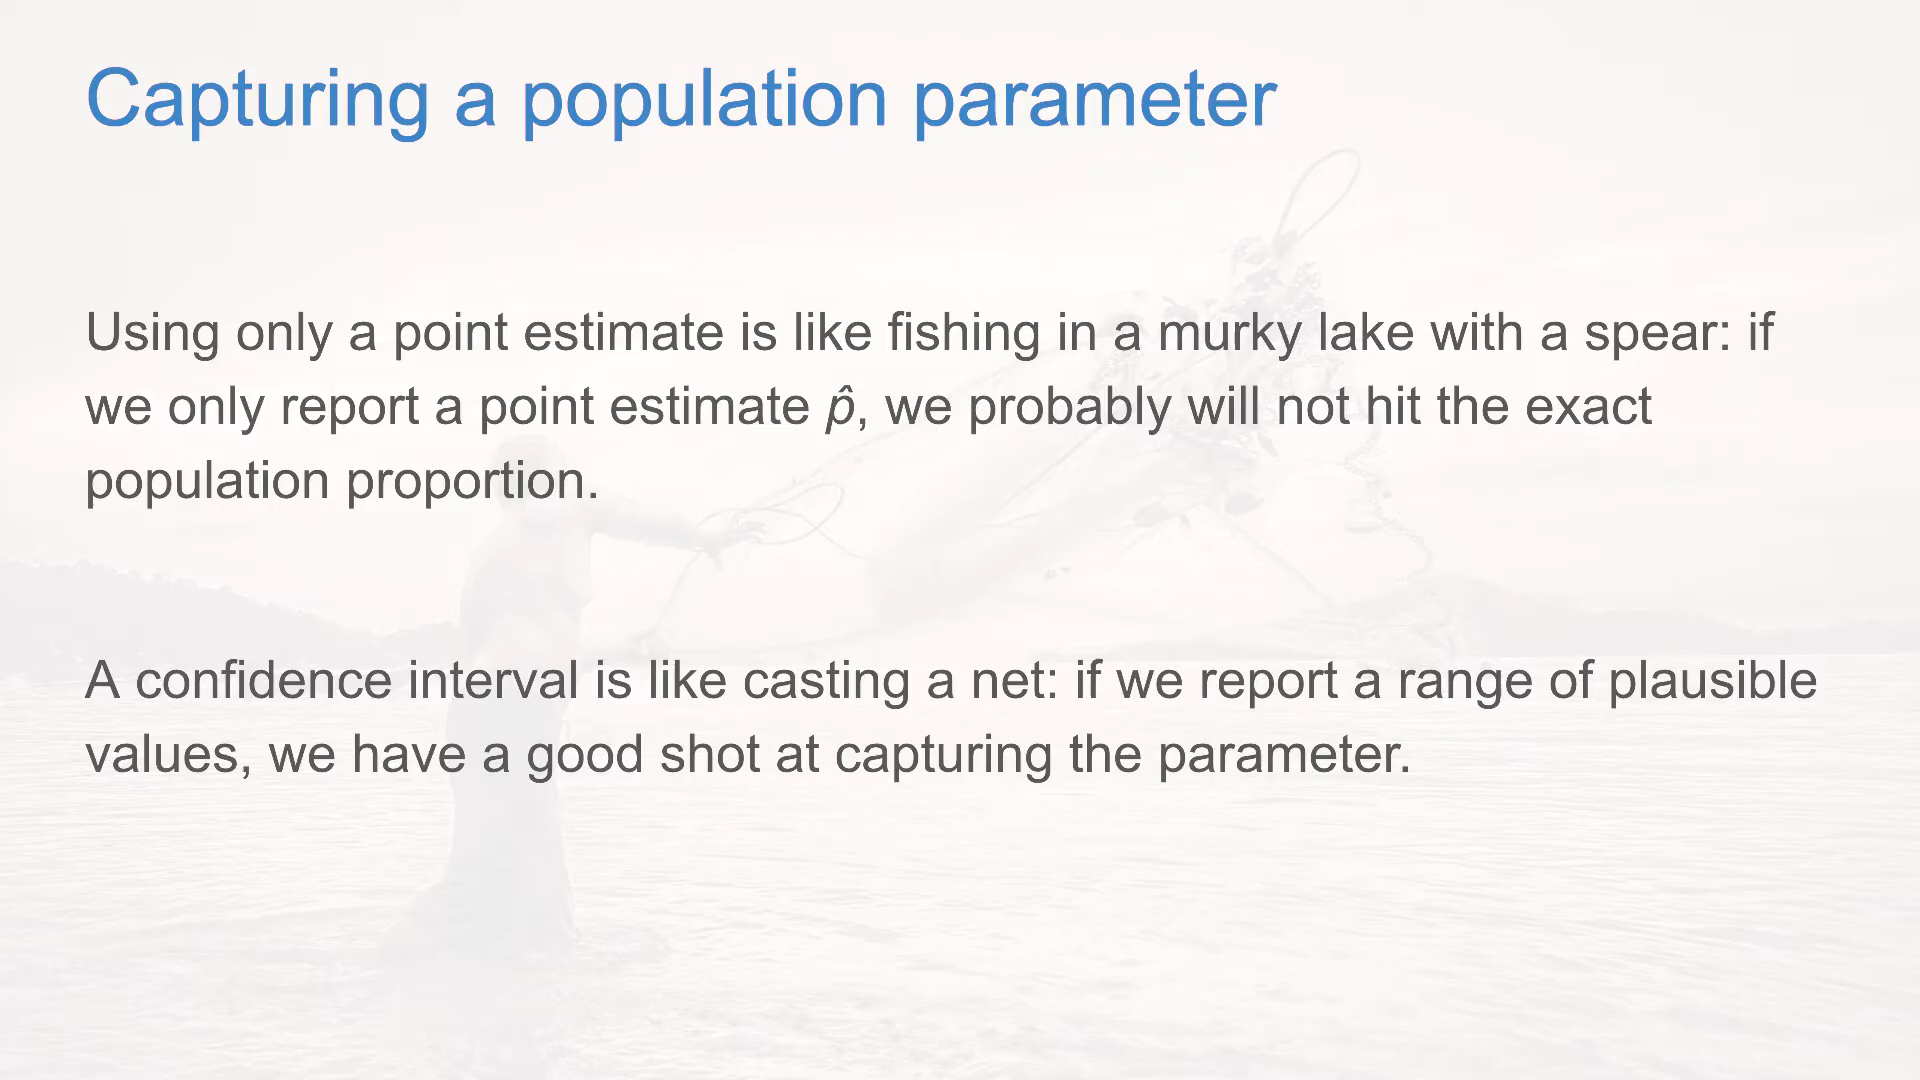 Capturing a population parameter
Using only a point estimate is like fishing in a murky lake with a spear: if
we only report a point estimate p̂, we probably will not hit the exact
population proportion.
A confidence interval is like casting a net: if we report a range of plausible
values, we have a good shot at capturing the parameter.